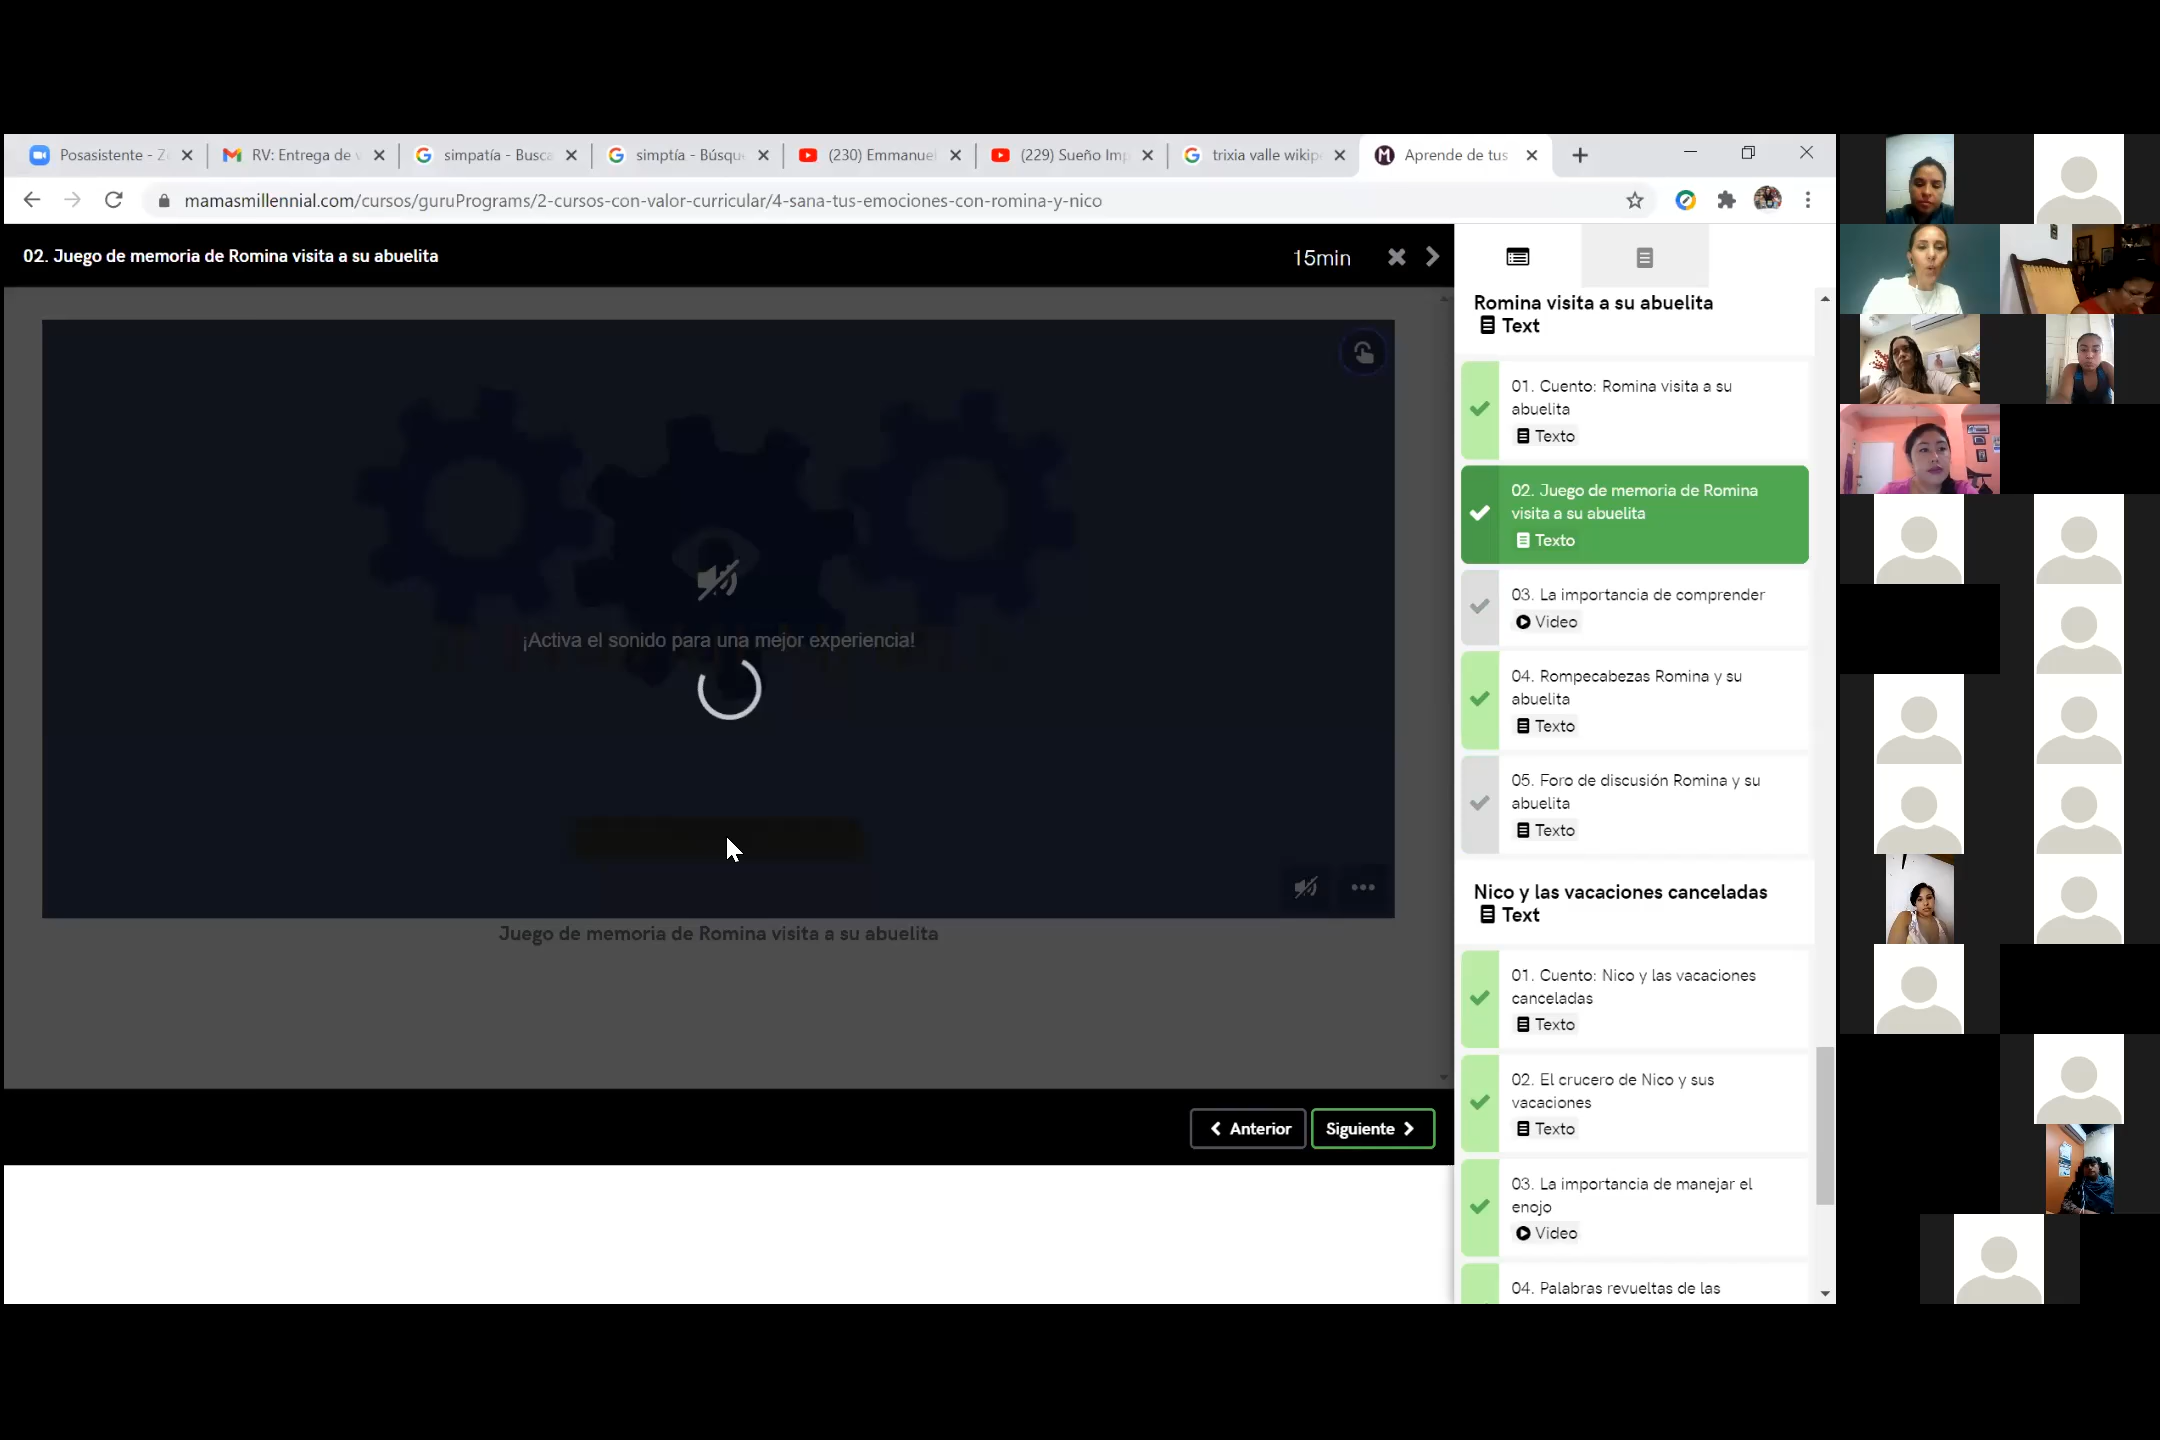 Posasistente - Z
RV: Entrega de
simpatía - Busca
simptía - Búsqu
(230) Emmanuel
(229) Sueño Imp
trixia valle wikip
Aprende de tus
mamasmillennial.com/cursos/guruPrograms/2-cursos-con-valor-curricular/4-sana-tus-emociones-con-romina-y-nico
02. Juego de memoria de Romina visita a su abuelita
15min
¡Activa el sonido para una mejor experiencia!
Juego de memoria de Romina visita a su abuelita
Anterior
Siguiente
Romina visita a su abuelita
Text
01. Cuento: Romina visita a su
abuelita
Texto
02. Juego de memoria de Romina
visita a su abuelita
Texto
03. La importancia de comprender
Video
04. Rompecabezas Romina y su
abuelita
Texto
05. Foro de discusión Romina y su
abuelita
Texto
Nico y las vacaciones canceladas
Text
01. Cuento: Nico y las vacaciones
canceladas
Texto
02. El crucero de Nico y sus
vacaciones
Texto
03. La importancia de manejar el
enojo
Video
04. Palabras revueltas de las